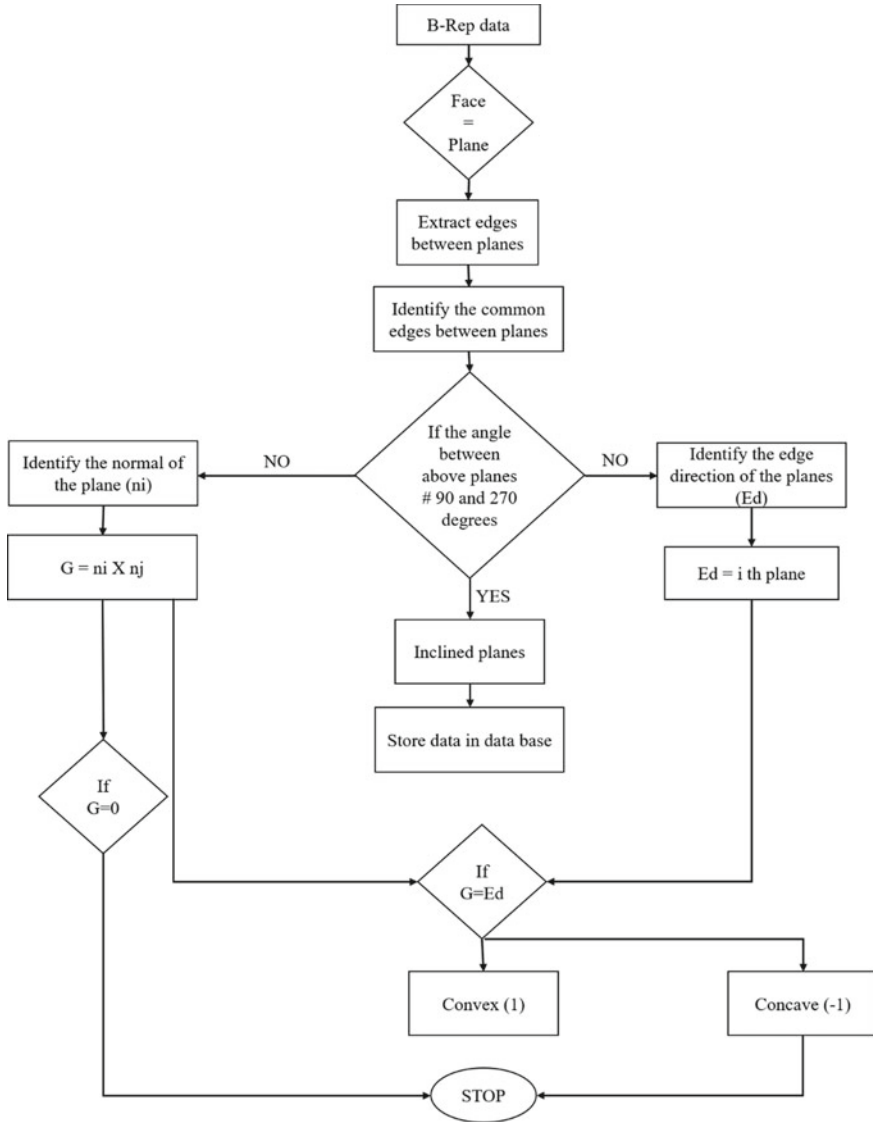 B-Rep data
Face
=
Plane
Extract edges
between planes
Identify the common
edges between planes
If the angle
between
above planes
# 90 and 270
degrees
NO
NO
YES
Identify the normal of
the plane (ni)
G = ni X nj
Identify the edge
direction of the planes
(Ed)
Ed = i th plane
Inclined planes
Store data in data base
If
G=0
If
G=Ed
Convex (1)
Concave (-1)
STOP